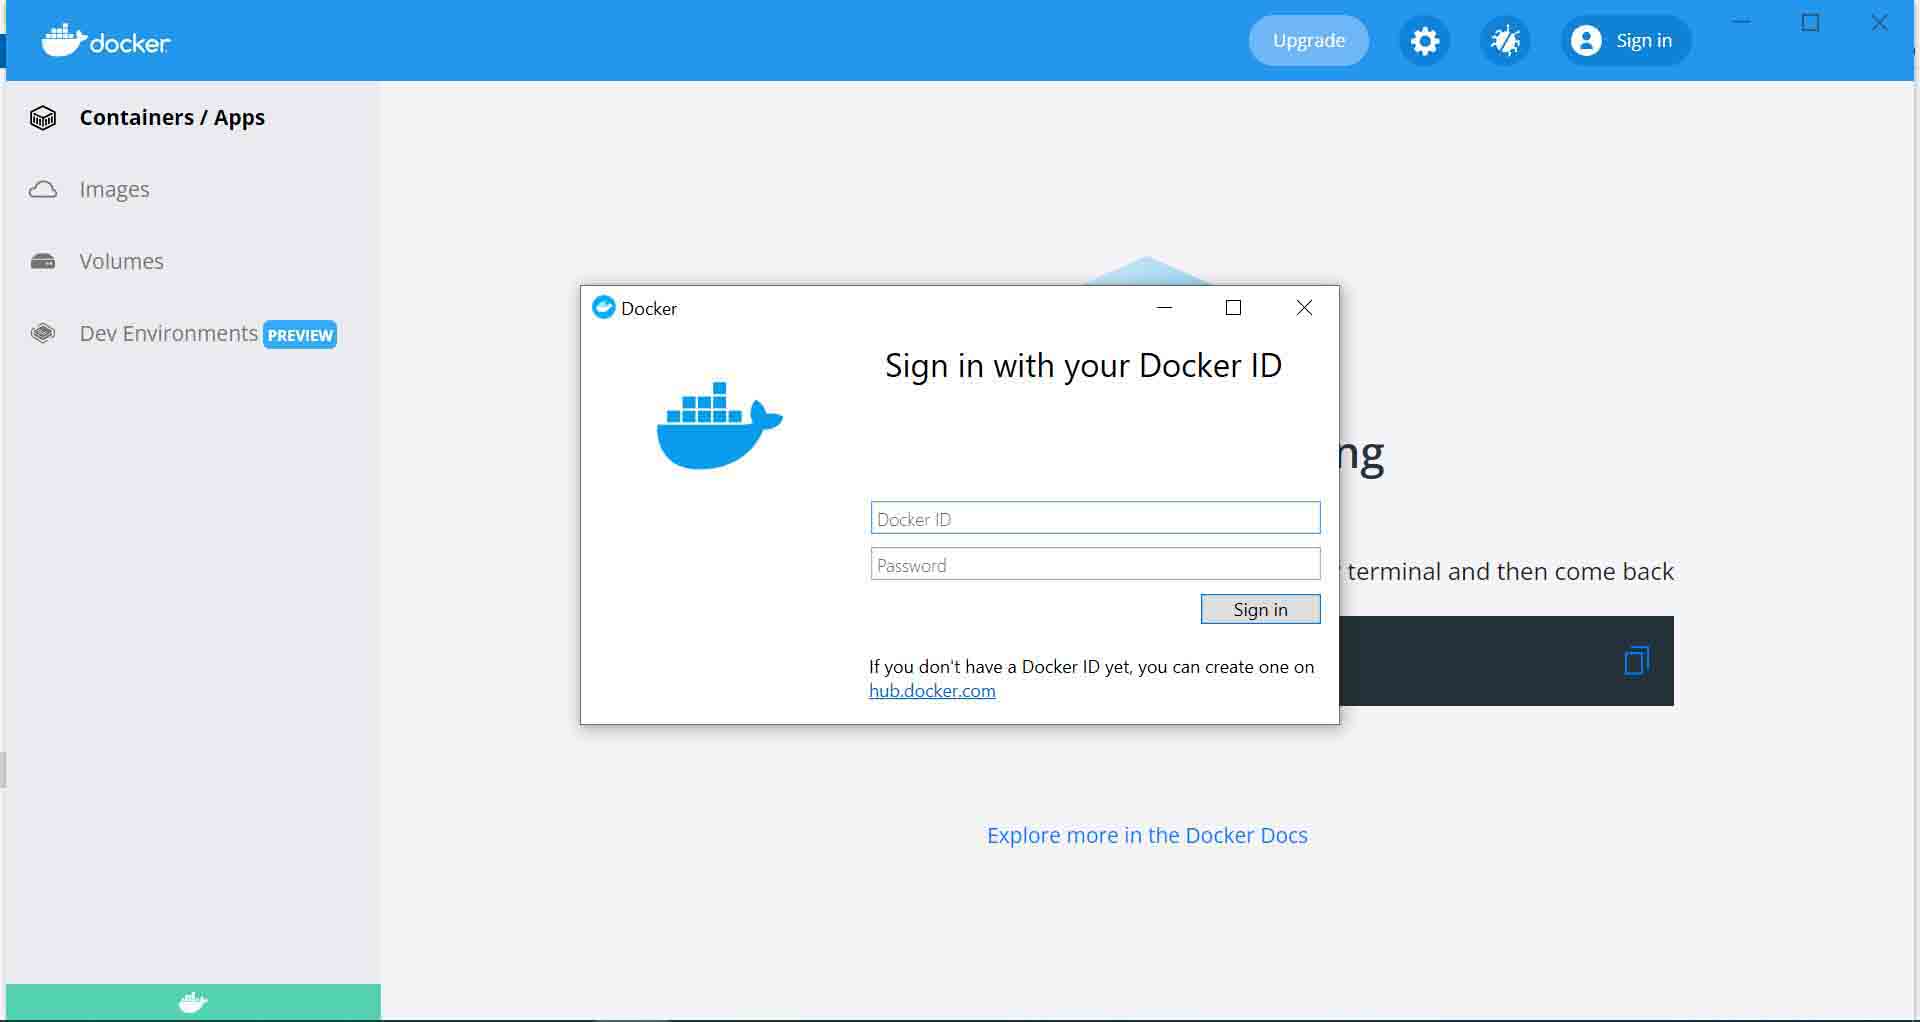 docker
Upgrade
Sign in
Containers / Apps
Images
Volumes
Dev Environments PREVIEW
Docker
Sign in with your Docker ID
ng
Docker ID
Password
terminal and then come back
Sign in
If you don't have a Docker ID yet, you can create one on
hub.docker.com
Explore more in the Docker Docs